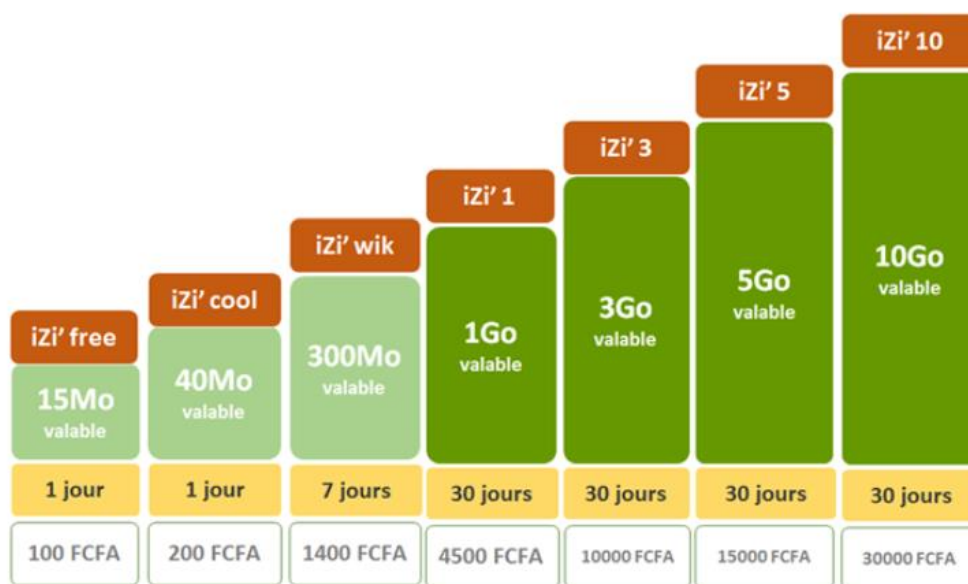 iZi’ free
15Mo
valable
1 jour
100 FCFA
iZi’ cool
40Mo
valable
1 jour
200 FCFA
iZi’ wik
300Mo
valable
7 jours
1400 FCFA
iZi’ 1
1Go
valable
30 jours
4500 FCFA
iZi’ 3
3Go
valable
30 jours
10000 FCFA
iZi’ 5
5Go
valable
30 jours
15000 FCFA
iZi’ 10
10Go
valable
30 jours
30000 FCFA